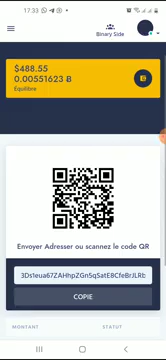 17:33
Binary Side
$488.55
0.00551623 Ƀ
Équilibre
Envoyer Adresser ou scannez le code QR
3Ds1eua67ZAHhpZGn5qSatE8CfeBrJLRb
COPIE
MONTANT STATUT